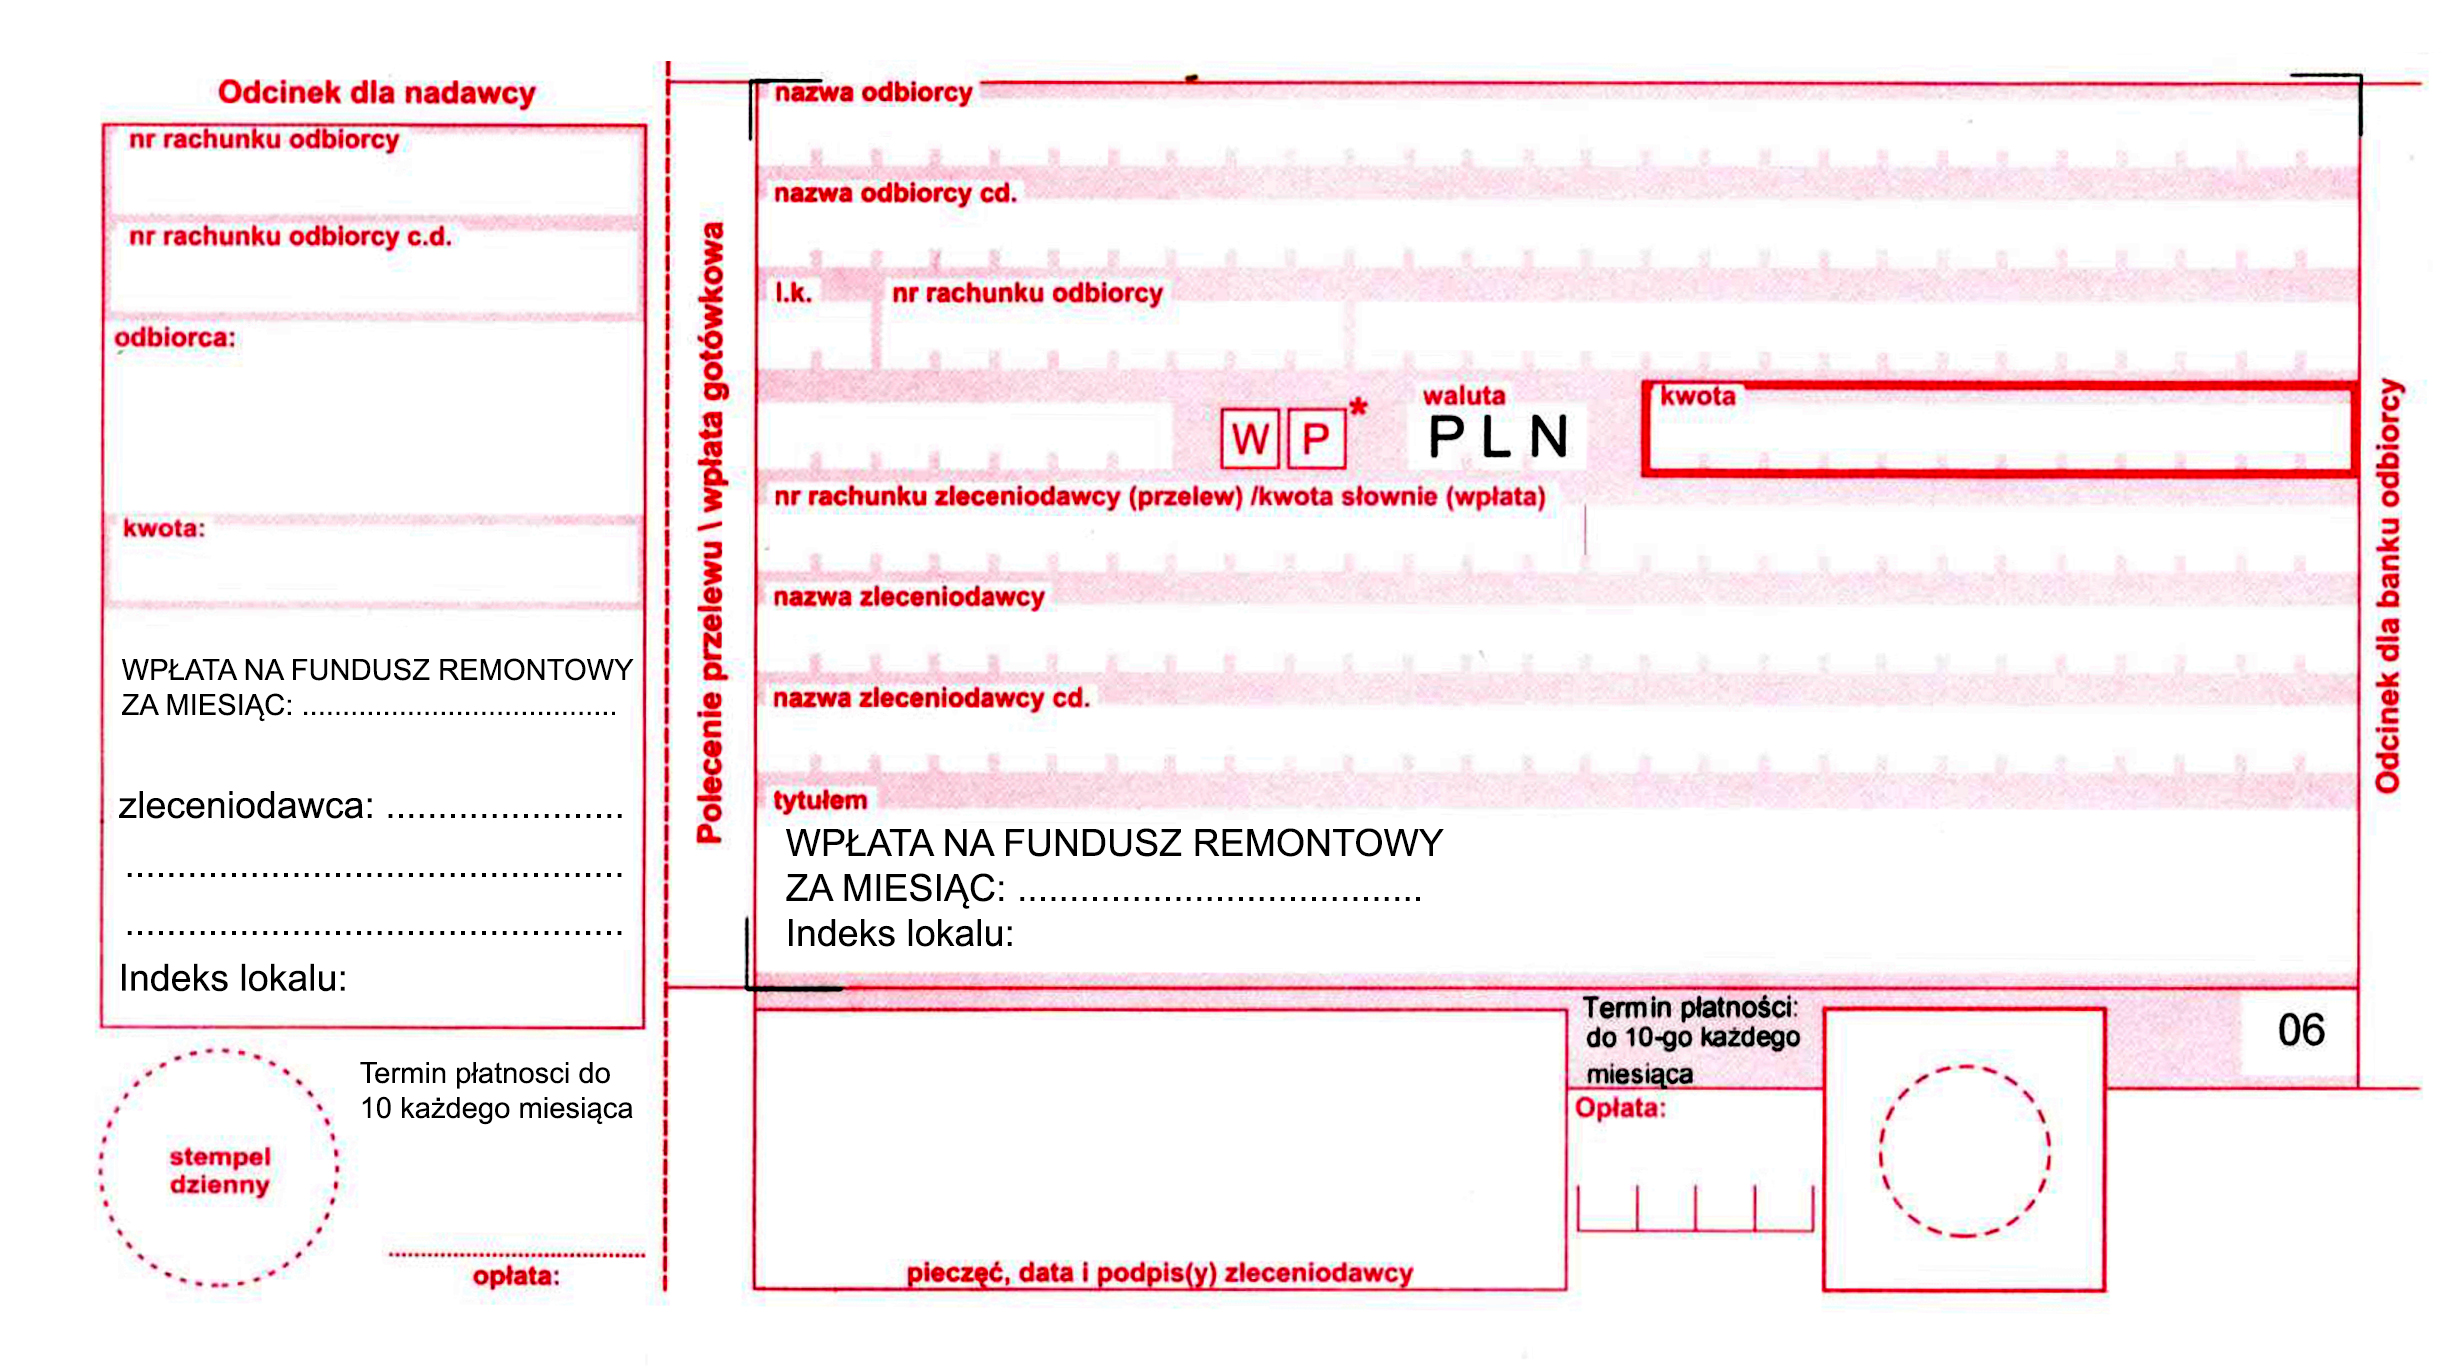 Odcinek dla nadawcy
nr rachunku odbiorcy
nr rachunku odbiorcy c.d.
odbiorca:
kwota:
WPŁATA NA FUNDUSZ REMONTOWY
ZA MIESIĄC: .......................................
zleceniodawca: .......................
................................................
................................................
Indeks lokalu:
stempel
dzienny
Termin płatnosci do
10 każdego miesiąca
opłata:
Polecenie przelewu \ wpłata gotówkowa
nazwa odbiorcy
nazwa odbiorcy cd.
l.k. nr rachunku odbiorcy
W P * waluta PLN kwota
nr rachunku zleceniodawcy (przelew) /kwota słownie (wpłata)
nazwa zleceniodawcy
nazwa zleceniodawcy cd.
tytułem
WPŁATA NA FUNDUSZ REMONTOWY
ZA MIESIĄC: .......................................
Indeks lokalu:
pieczęć, data i podpis(y) zleceniodawcy
Termin płatności:
do 10-go każdego
miesiąca
Opłata:
06
Odcinek dla banku odbiorcy